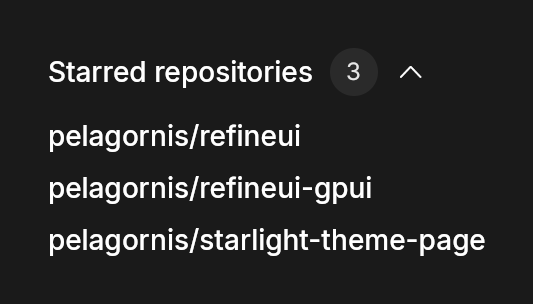 Starred repositories 3
pelagornis/refineui
pelagornis/refineui-gpui
pelagornis/starlight-theme-page